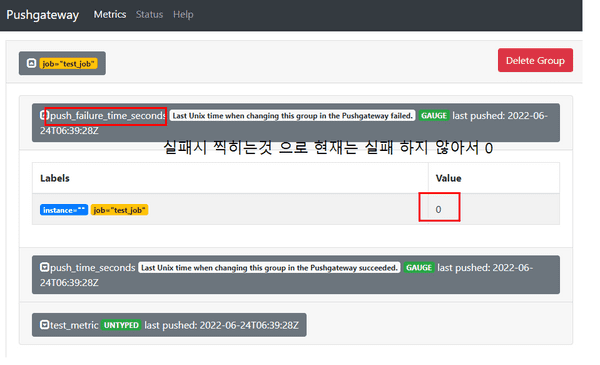 Pushgateway Metrics Status Help
job="test_job" Delete Group
push_failure_time_seconds Last Unix time when changing this group in the Pushgateway failed. GAUGE last pushed: 2022-06-
24T06:39:28Z
실패시 찍히는것 으로 현재는 실패 하지 않아서 0
Labels Value
instance="" job="test_job" 0
push_time_seconds Last Unix time when changing this group in the Pushgateway succeeded. GAUGE last pushed: 2022-06-
24T06:39:28Z
test_metric UNTYPED last pushed: 2022-06-24T06:39:28Z